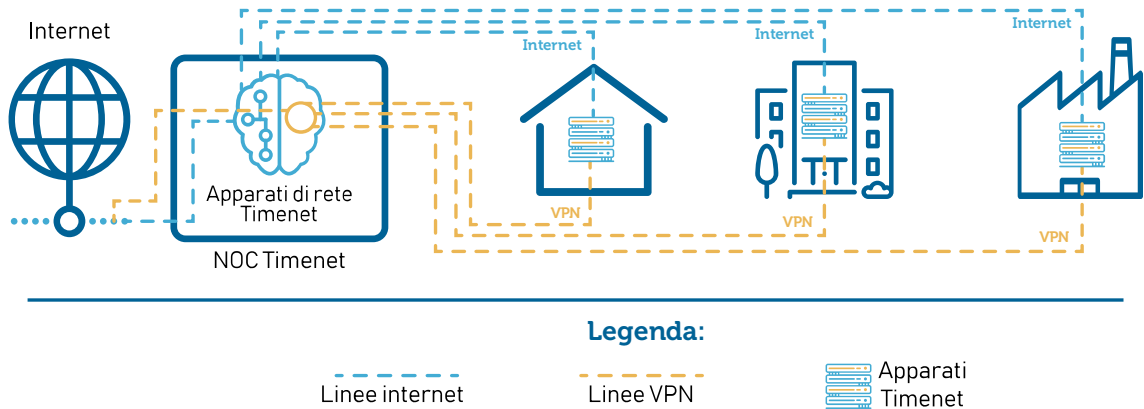 Internet
Internet
Internet
Internet
Apparati di rete
Timenet
VPN
VPN
VPN
NOC Timenet
Legenda:
Linee internet
Linee VPN
Apparati
Timenet